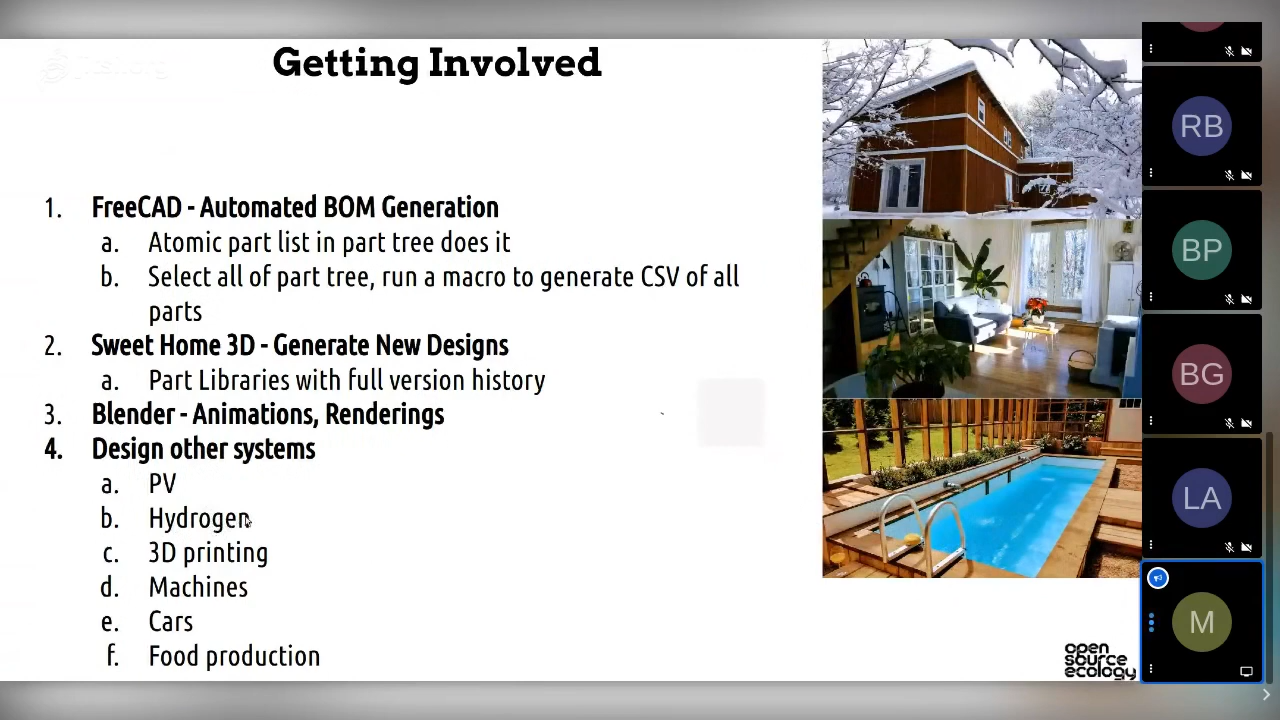 Getting Involved
1. FreeCAD - Automated BOM Generation
a. Atomic part list in part tree does it
b. Select all of part tree, run a macro to generate CSV of all
parts
2. Sweet Home 3D - Generate New Designs
a. Part Libraries with full version history
3. Blender - Animations, Renderings
4. Design other systems
a. PV
b. Hydrogen
c. 3D printing
d. Machines
e. Cars
f. Food production
open
source
ecology
RB
BP
BG
LA
M